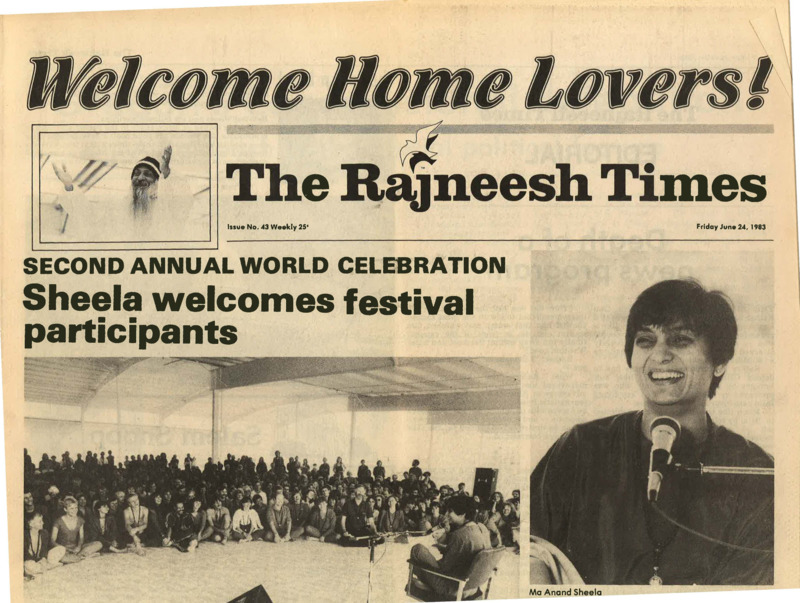 Welcome Home Lovers!
The Rajneesh Times
Issue No. 43 Weekly 25¢
Friday June 24, 1983
SECOND ANNUAL WORLD CELEBRATION
Sheela welcomes festival
participants
Ma Anand Sheela